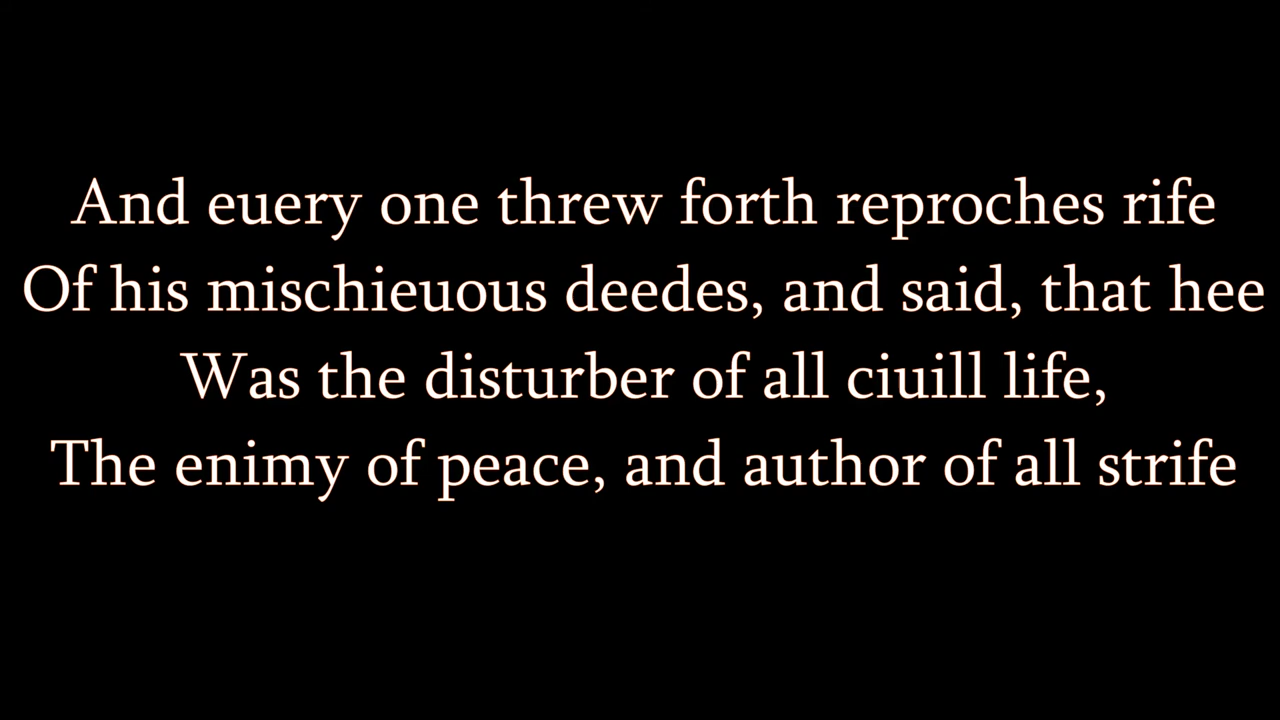 And euery one threw forth reproches rife
Of his mischieuous deedes, and said, that hee
Was the disturber of all ciuill life,
The enimy of peace, and author of all strife